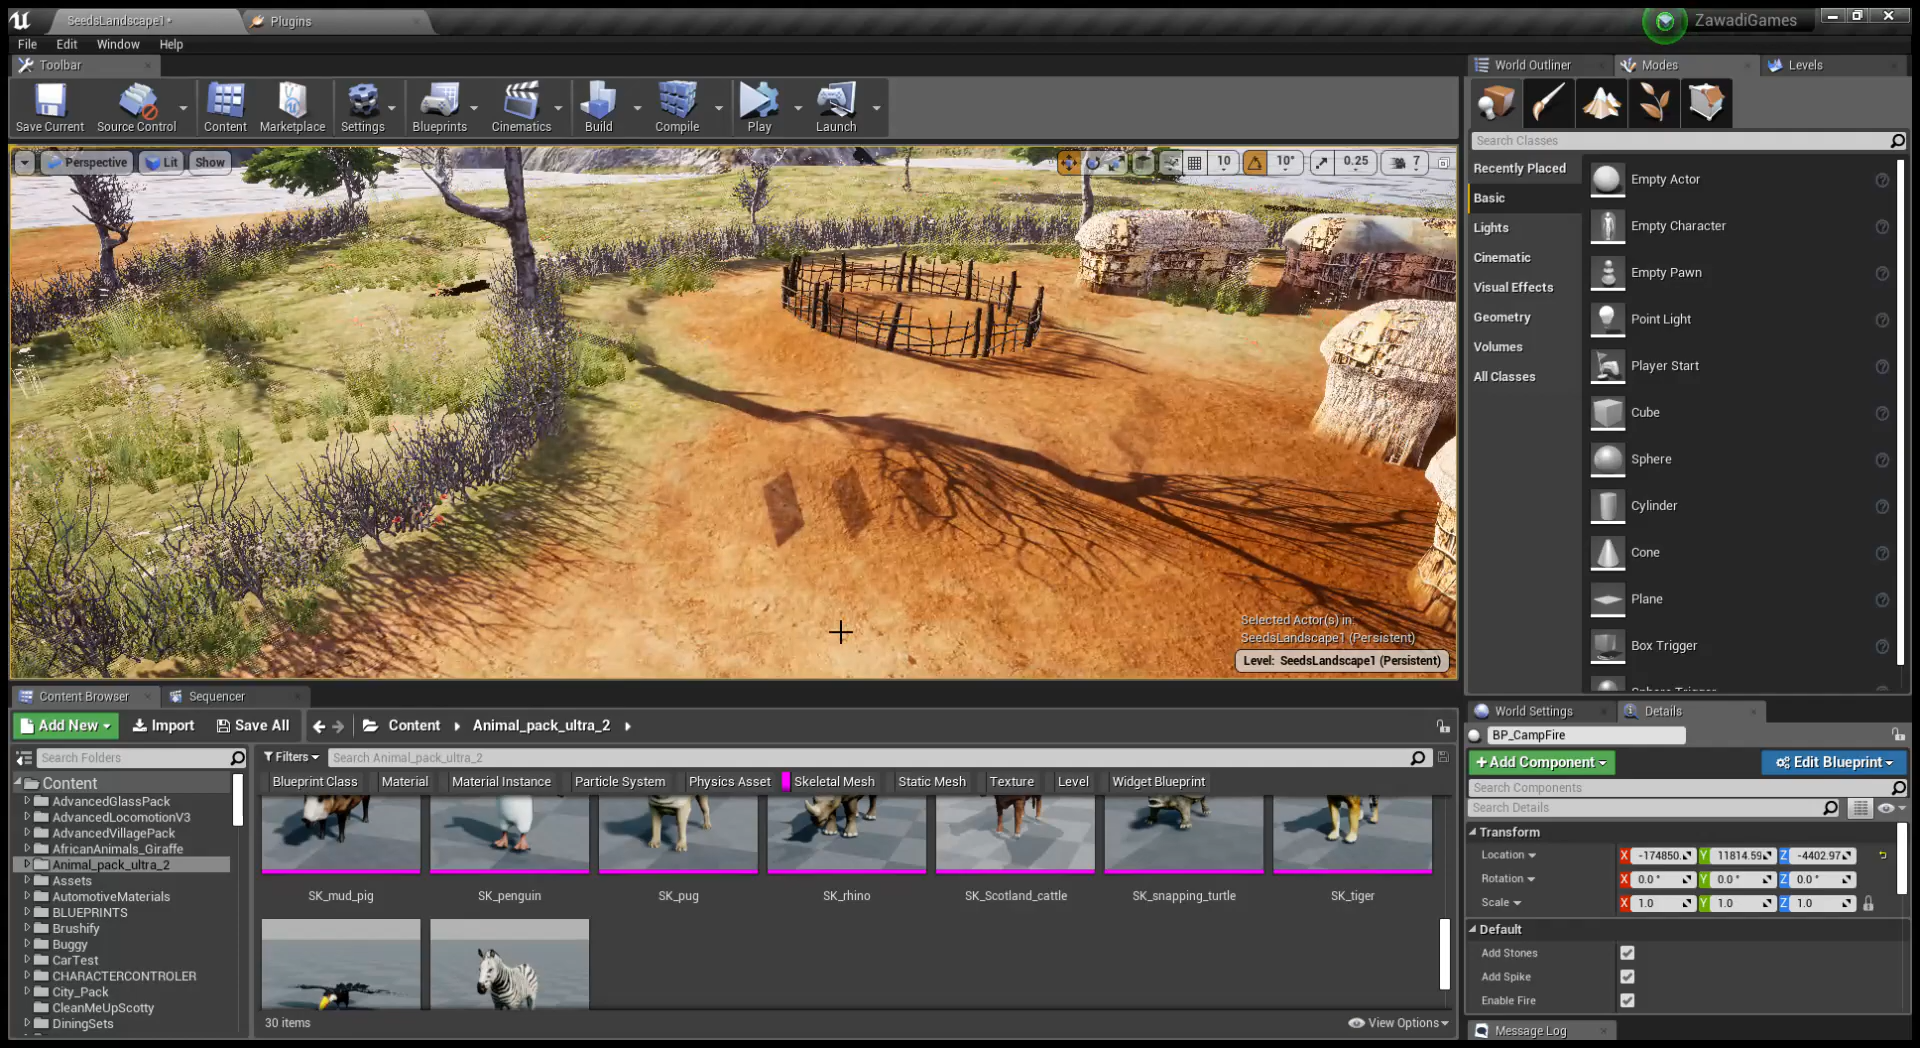 SeedsLandscape1*
Plugins
ZawadiGames
File Edit Window Help
Toolbar
World Outliner
Modes
Levels
Save Current
Source Control
Content
Marketplace
Settings
Blueprints
Cinematics
Build
Compile
Play
Launch
Search Classes
Perspective Lit Show
10 10° 0.25 7
Recently Placed
Basic
Lights
Cinematic
Visual Effects
Geometry
Volumes
All Classes
Empty Actor
Empty Character
Empty Pawn
Point Light
Player Start
Cube
Sphere
Cylinder
Cone
Plane
Box Trigger
Sphere Trigger
Selected Actor(s) in:
SeedsLandscape1 (Persistent)
Level: SeedsLandscape1 (Persistent)
Content Browser
Sequencer
Add New
Import
Save All
Content
Animal_pack_ultra_2
Search Folders
Filters
Search Animal_pack_ultra_2
Blueprint Class Material Material Instance Particle System Physics Asset Skeletal Mesh Static Mesh Texture Level Widget Blueprint
Content
AdvancedGlassPack
AdvancedLocomotionV3
AdvancedVillagePack
AfricanAnimals_Giraffe
Animal_pack_ultra_2
Assets
AutomotiveMaterials
BLUEPRINTS
Brushify
Buggy
CarTest
CHARACTERCONTROLER
City_Pack
CleanMeUpScotty
DiningSets
SK_mud_pig
SK_penguin
SK_pug
SK_rhino
SK_Scotland_cattle
SK_snapping_turtle
SK_tiger
30 items
View Options
World Settings
Details
BP_CampFire
+Add Component
Edit Blueprint
Search Components
Search Details
Transform
Location X -174850. Y 11814.59 Z -4402.97
Rotation X 0.0 ° Y 0.0 ° Z 0.0 °
Scale X 1.0 Y 1.0 Z 1.0
Default
Add Stones
Add Spike
Enable Fire
Message Log